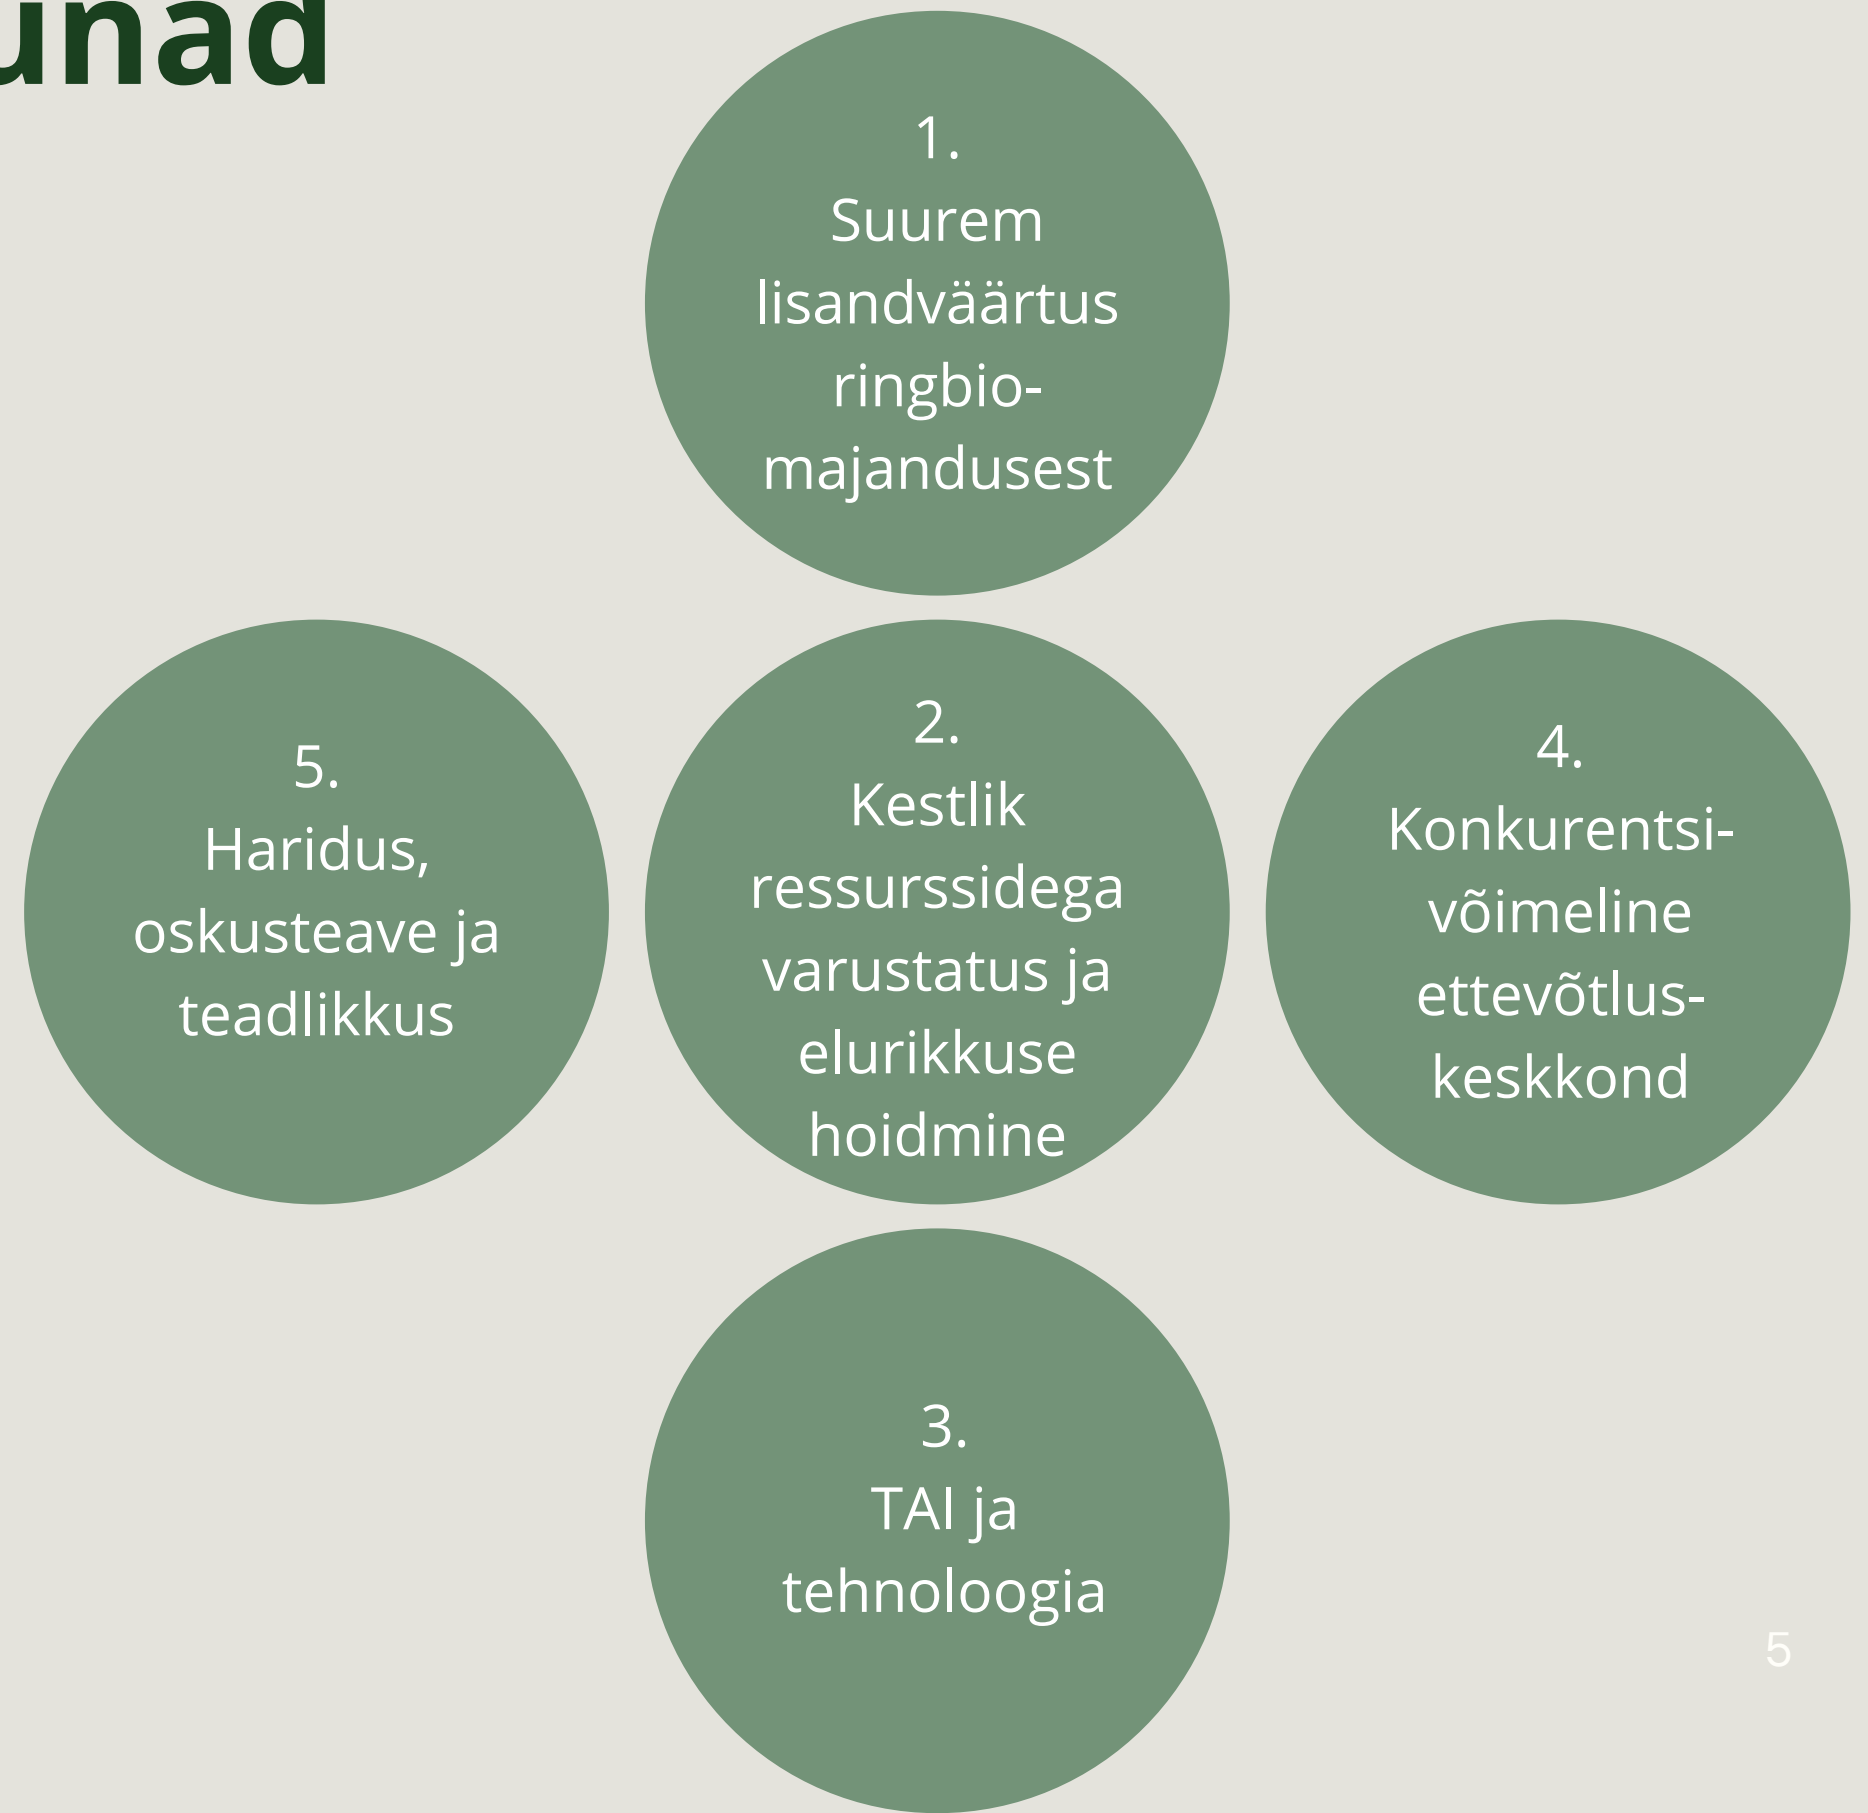 unad
1.
Suurem
lisandväärtus
ringbio-
majandusest
5.
Haridus,
oskusteave ja
teadlikkus
2.
Kestlik
ressurssidega
varustatus ja
elurikkuse
hoidmine
4.
Konkurentsi-
võimeline
ettevõtlus-
keskkond
3.
TAI ja
tehnoloogia
5